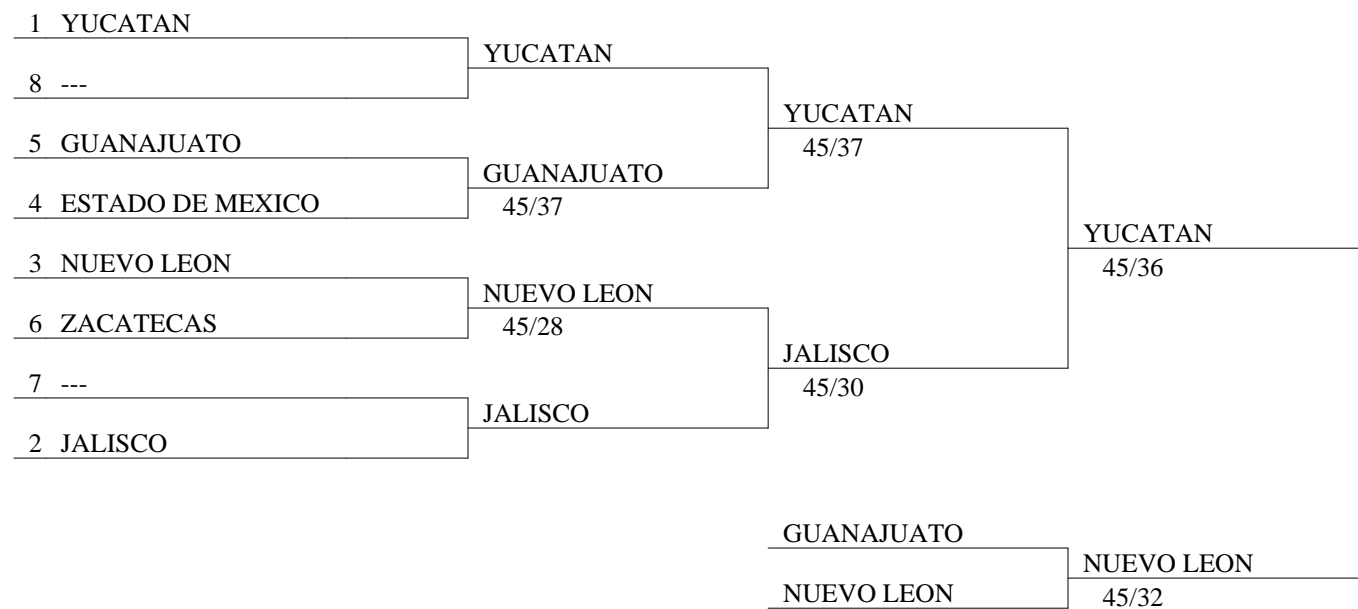 1 YUCATAN
YUCATAN
8 ---
YUCATAN
45/37
5 GUANAJUATO
GUANAJUATO
45/37
4 ESTADO DE MEXICO
YUCATAN
45/36
3 NUEVO LEON
NUEVO LEON
45/28
6 ZACATECAS
JALISCO
45/30
7 ---
JALISCO
2 JALISCO
GUANAJUATO
NUEVO LEON
45/32
NUEVO LEON